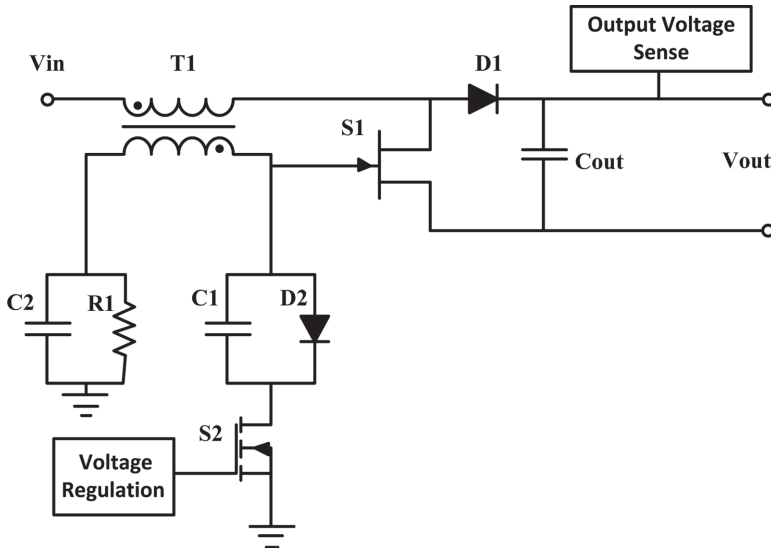 Output Voltage
Sense
Vin
T1
D1
S1
Cout
Vout
C2
R1
C1
D2
S2
Voltage
Regulation